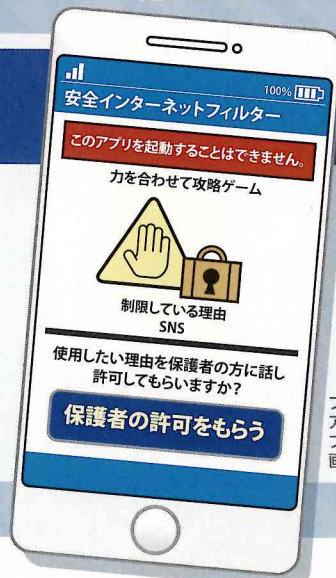 100%
安全インターネットフィルター
このアプリを起動することはできません。
力を合わせて攻略ゲーム
制限している理由
SNS
使用したい理由を保護者の方に話し
許可してもらいますか？
保護者の許可をもらう